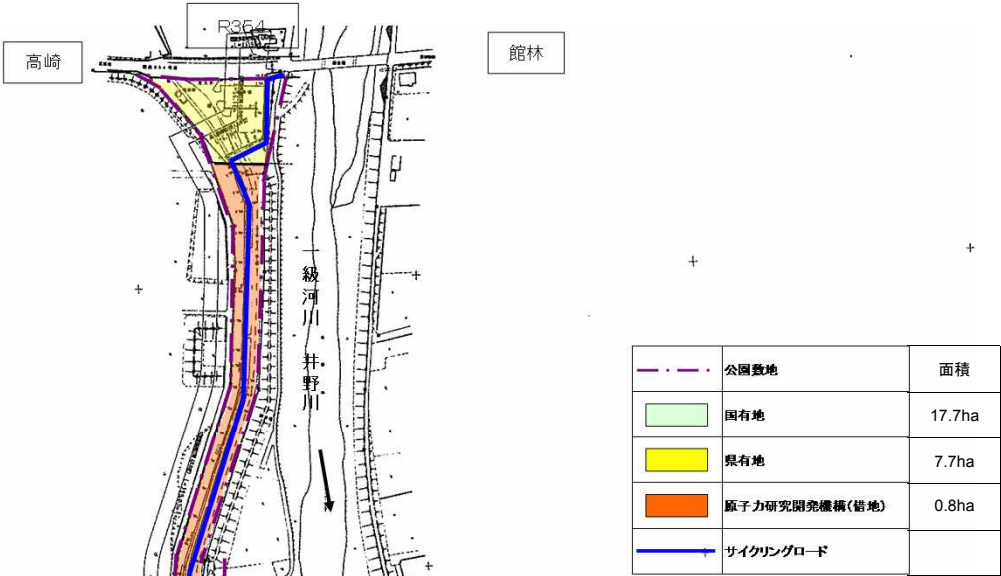 R354
高崎
館林
一級河川 井野川
公園敷地 面積
国有地 17.7ha
県有地 7.7ha
原子力研究開発機構(借地) 0.8ha
サイクリングロード